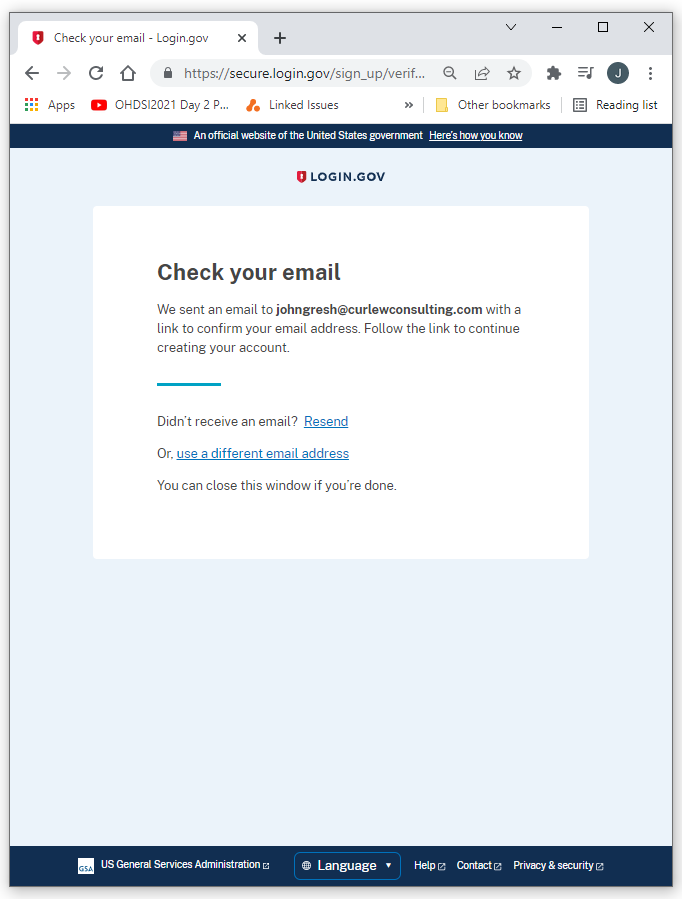 Check your email - Login.gov
https://secure.login.gov/sign_up/verif...
J
Apps
OHDSI2021 Day 2 P...
Linked Issues
»
Other bookmarks
Reading list
An official website of the United States government Here's how you know
LOGIN.GOV
Check your email
We sent an email to johngresh@curlewconsulting.com with a
link to confirm your email address. Follow the link to continue
creating your account.
Didn't receive an email? Resend
Or, use a different email address
You can close this window if you're done.
GSA
US General Services Administration
Language
Help
Contact
Privacy & security